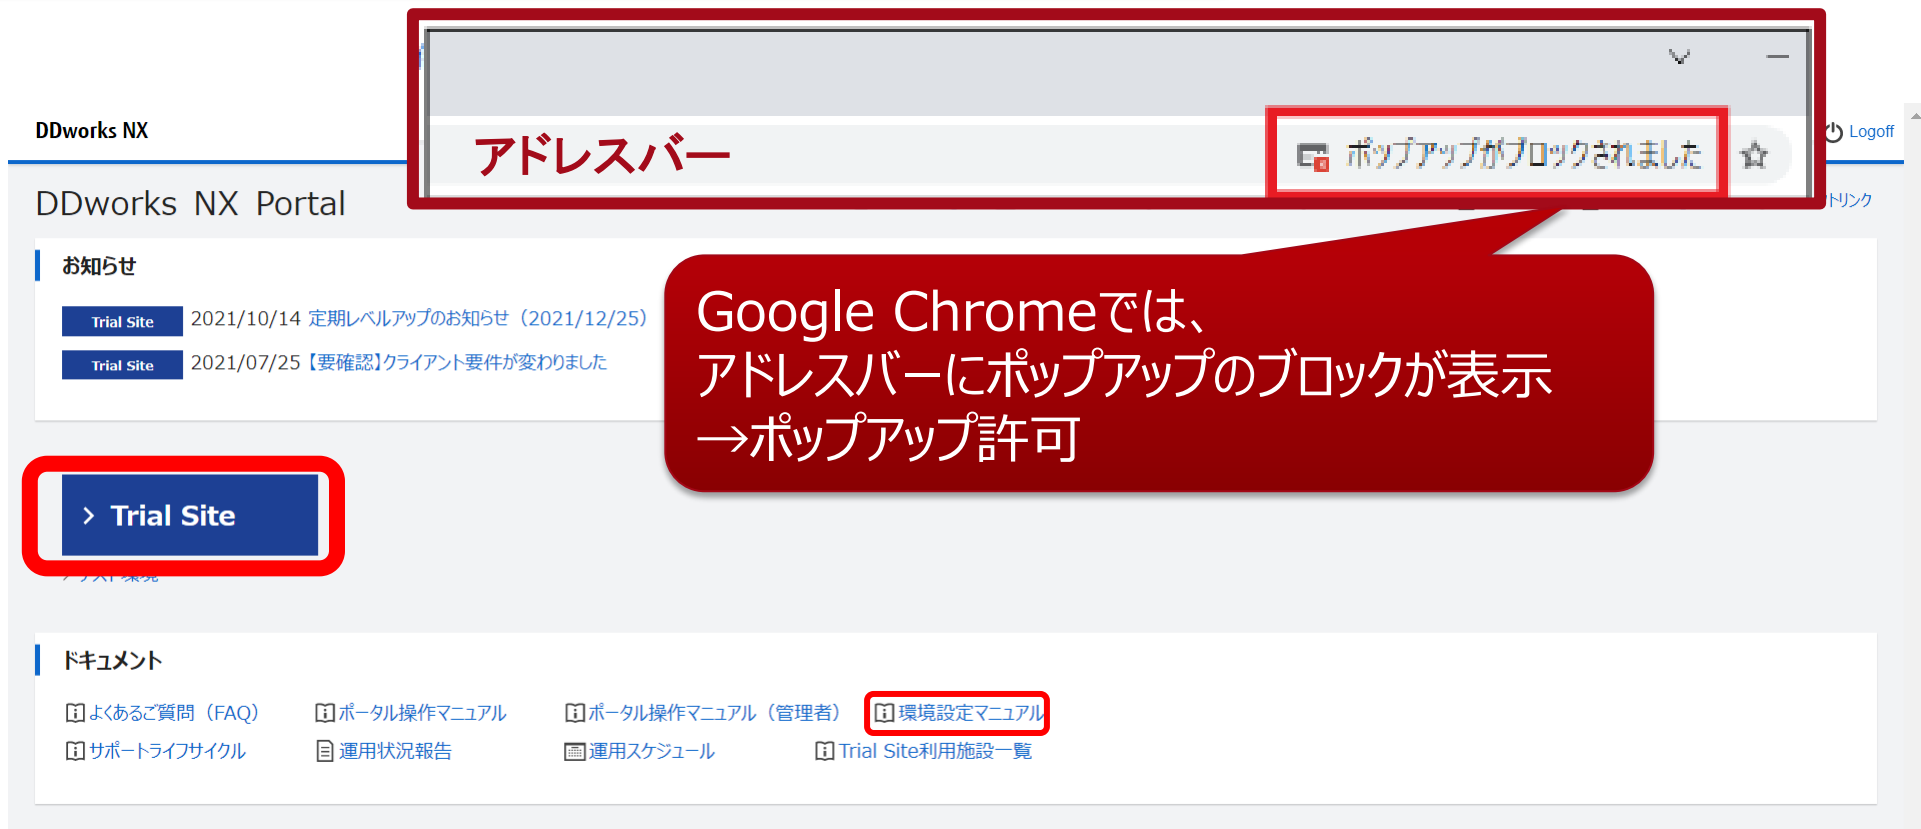 アドレスバー
ポップアップがブロックされました
DDworks NX
Logoff
DDworks NX Portal
トリンク
お知らせ
Trial Site 2021/10/14 定期レベルアップのお知らせ（2021/12/25）
Trial Site 2021/07/25 【要確認】クライアント要件が変わりました
Google Chromeでは、
アドレスバーにポップアップのブロックが表示
→ポップアップ許可
> Trial Site
ドキュメント
よくあるご質問（FAQ） ポータル操作マニュアル ポータル操作マニュアル（管理者） 環境設定マニュアル
サポートライフサイクル 運用状況報告 運用スケジュール Trial Site利用施設一覧